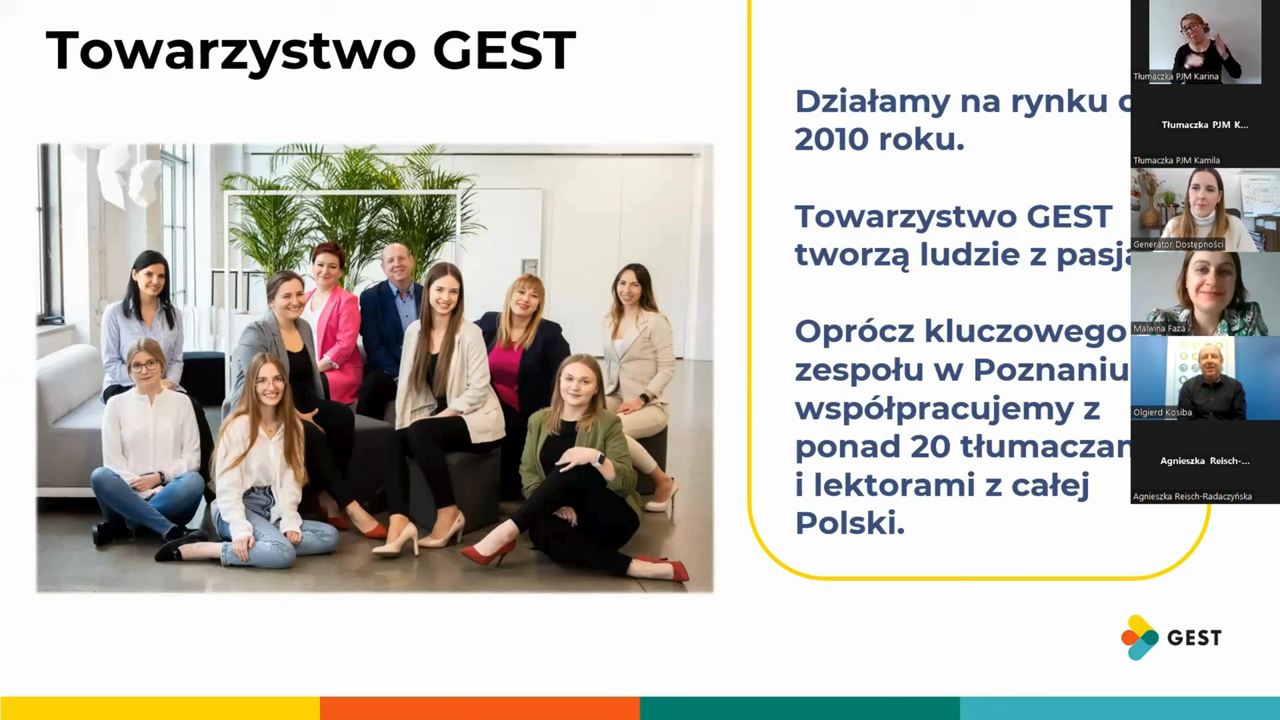 Towarzystwo GEST
Działamy na rynku
2010 roku.
Towarzystwo GEST
tworzą ludzie z
Oprócz kluczowego
zespołu w Poznaniu
współpracujemy z
ponad 20
i lektorami z całej
Polski.
GEST
Tłumaczka PJM Karina
Tłumaczka PJM K...
Tłumaczka PJM Kamila
Generator Dostępności
Malwina Faza
Olgierd Kosiba
Agnieszka Reisch-...
Agnieszka Reisch-Radaczyńska